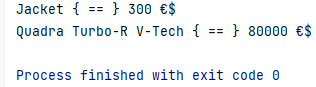 Jacket { == } 300 €$
Quadra Turbo-R V-Tech { == } 80000 €$
Process finished with exit code 0